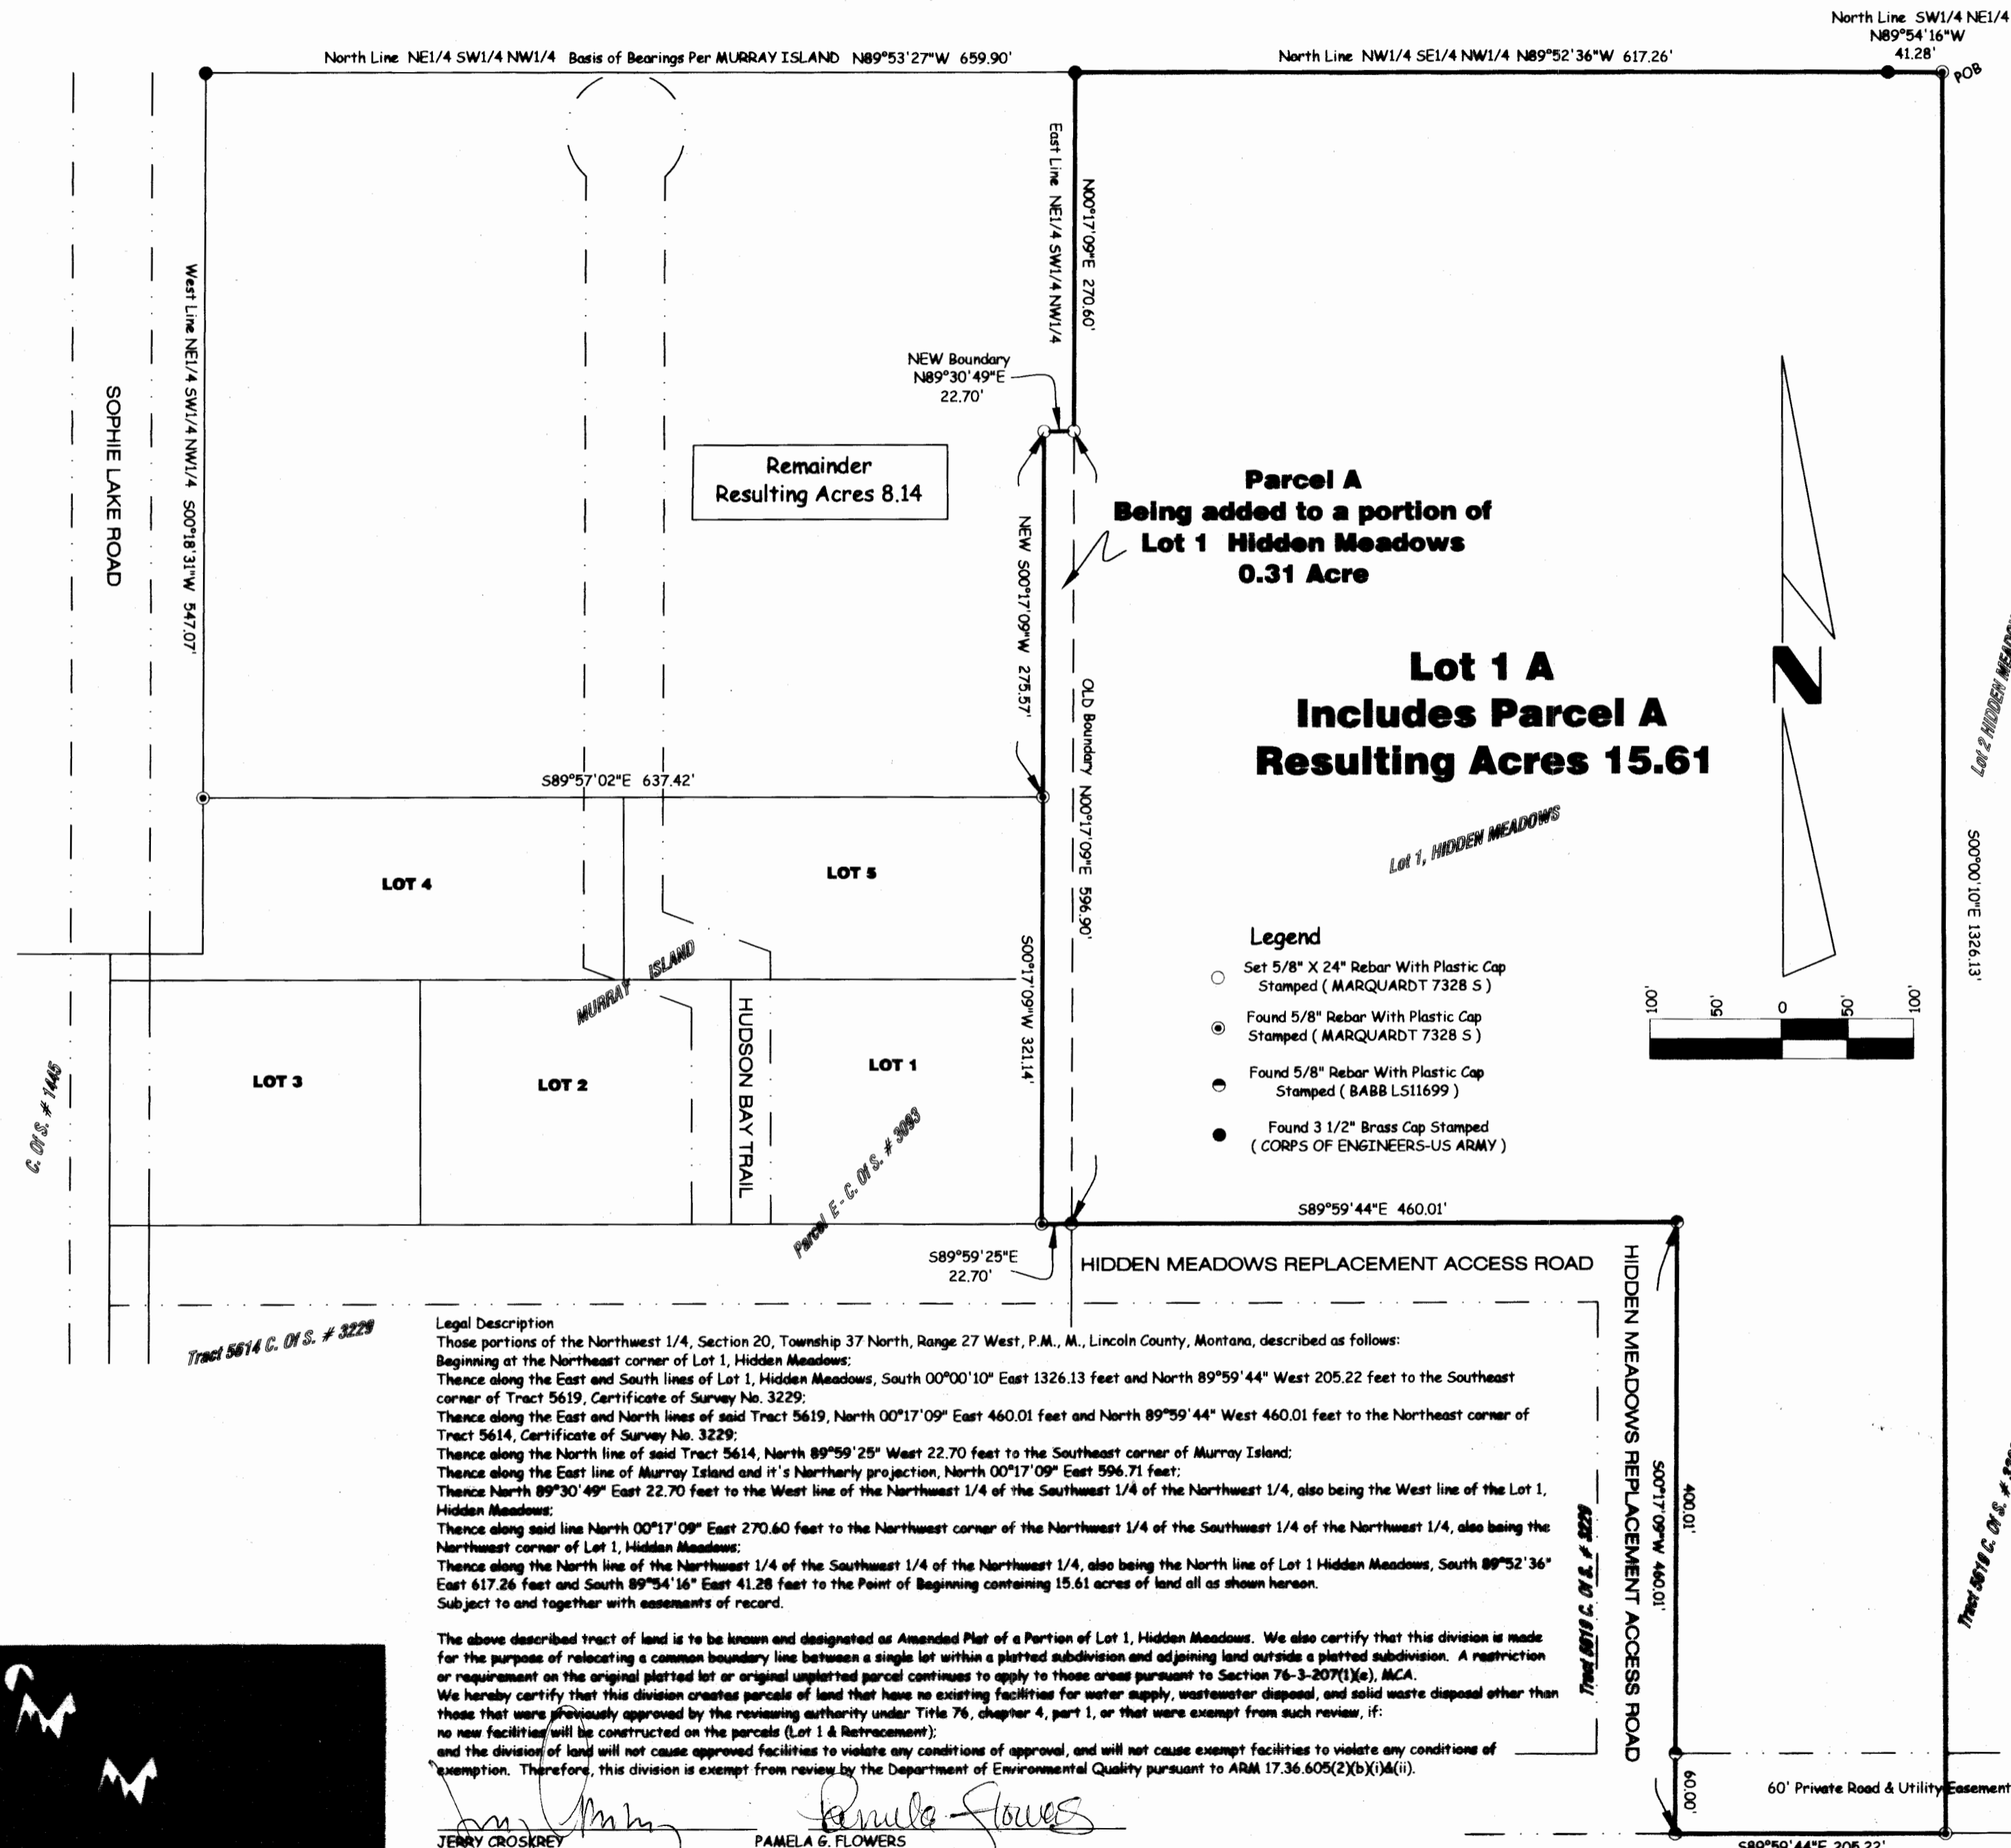 North Line SW1/4 NE1/4
N89°54'16"W
41.28'
POB
North Line NE1/4 SW1/4 NW1/4 Basis of Bearings Per MURRAY ISLAND N89°53'27"W 659.90'
North Line NW1/4 SE1/4 NW1/4 N89°52'36"W 617.26'
East Line NE1/4 SW1/4 NW1/4
N00°17'09"E 270.60'
West Line NE1/4 SW1/4 NW1/4 S00°18'31"W 547.07'
SOPHIE LAKE ROAD
NEW Boundary
N89°30'49"E
22.70'
Remainder
Resulting Acres 8.14
NEW S00°17'09"W 275.57'
Parcel A
Being added to a portion of
Lot 1 Hidden Meadows
0.31 Acre
OLD Boundary N00°17'09"E 596.90'
Lot 1 A
Includes Parcel A
Resulting Acres 15.61
N
Lot 1, HIDDEN MEADOWS
Lot 2 HIDDEN
S00°00'10"E 1326.13'
S89°57'02"E 637.42'
LOT 4
LOT 5
MURRAY ISLAND
S00°17'09"W 321.14'
LOT 3
LOT 2
HUDSON BAY TRAIL
LOT 1
C. Of S. # 1445
Parcel E - C. Of S. # 3093
Legend
Set 5/8" X 24" Rebar With Plastic Cap
Stamped ( MARQUARDT 7328 S )
Found 5/8" Rebar With Plastic Cap
Stamped ( MARQUARDT 7328 S )
Found 5/8" Rebar With Plastic Cap
Stamped ( BABB LS11699 )
Found 3 1/2" Brass Cap Stamped
( CORPS OF ENGINEERS-US ARMY )
100' 50' 0 50' 100'
S89°59'44"E 460.01'
S89°59'25"E
22.70'
HIDDEN MEADOWS REPLACEMENT ACCESS ROAD
HIDDEN MEADOWS REPLACEMENT ACCESS ROAD
S00°17'09"W 460.01'
400.01'
60.00'
Tract 5614 C. Of S. # 3229
Tract 5619 C. Of S. # 3229
C. Of S. #
60' Private Road & Utility Easement
S89°59'44"E 205.22'
Legal Description
Those portions of the Northwest 1/4, Section 20, Township 37 North, Range 27 West, P.M., M., Lincoln County, Montana, described as follows:
Beginning at the Northeast corner of Lot 1, Hidden Meadows;
Thence along the East and South lines of Lot 1, Hidden Meadows, South 00°00'10" East 1326.13 feet and North 89°59'44" West 205.22 feet to the Southeast
corner of Tract 5619, Certificate of Survey No. 3229;
Thence along the East and North lines of said Tract 5619, North 00°17'09" East 460.01 feet and North 89°59'44" West 460.01 feet to the Northeast corner of
Tract 5614, Certificate of Survey No. 3229;
Thence along the North line of said Tract 5614, North 89°59'25" West 22.70 feet to the Southeast corner of Murray Island;
Thence along the East line of Murray Island and it's Northerly projection, North 00°17'09" East 596.71 feet;
Thence North 89°30'49" East 22.70 feet to the West line of the Northwest 1/4 of the Southwest 1/4 of the Northwest 1/4, also being the West line of the Lot 1,
Hidden Meadows;
Thence along said line North 00°17'09" East 270.60 feet to the Northwest corner of the Northwest 1/4 of the Southwest 1/4 of the Northwest 1/4, also being the
Northwest corner of Lot 1, Hidden Meadows;
Thence along the North line of the Northwest 1/4 of the Southwest 1/4 of the Northwest 1/4, also being the North line of Lot 1 Hidden Meadows, South 89°52'36"
East 617.26 feet and South 89°54'16" East 41.28 feet to the Point of Beginning containing 15.61 acres of land all as shown hereon.
Subject to and together with easements of record.
The above described tract of land is to be known and designated as Amended Plat of a Portion of Lot 1, Hidden Meadows. We also certify that this division is made
for the purpose of relocating a common boundary line between a single lot within a platted subdivision and adjoining land outside a platted subdivision. A restriction
or requirement on the original platted lot or original unplatted parcel continues to apply to those areas pursuant to Section 76-3-207(1)(e), MCA.
We hereby certify that this division creates parcels of land that have no existing facilities for water supply, wastewater disposal, and solid waste disposal other than
those that were previously approved by the reviewing authority under Title 76, chapter 4, part 1, or that were exempt from such review, if:
no new facilities will be constructed on the parcels (Lot 1 & Retracement);
and the division of land will not cause approved facilities to violate any conditions of approval, and will not cause exempt facilities to violate any conditions of
exemption. Therefore, this division is exempt from review by the Department of Environmental Quality pursuant to ARM 17.36.605(2)(b)(i)&(ii).
Pamela Flowers
JERRY CROSKREY
PAMELA G. FLOWERS